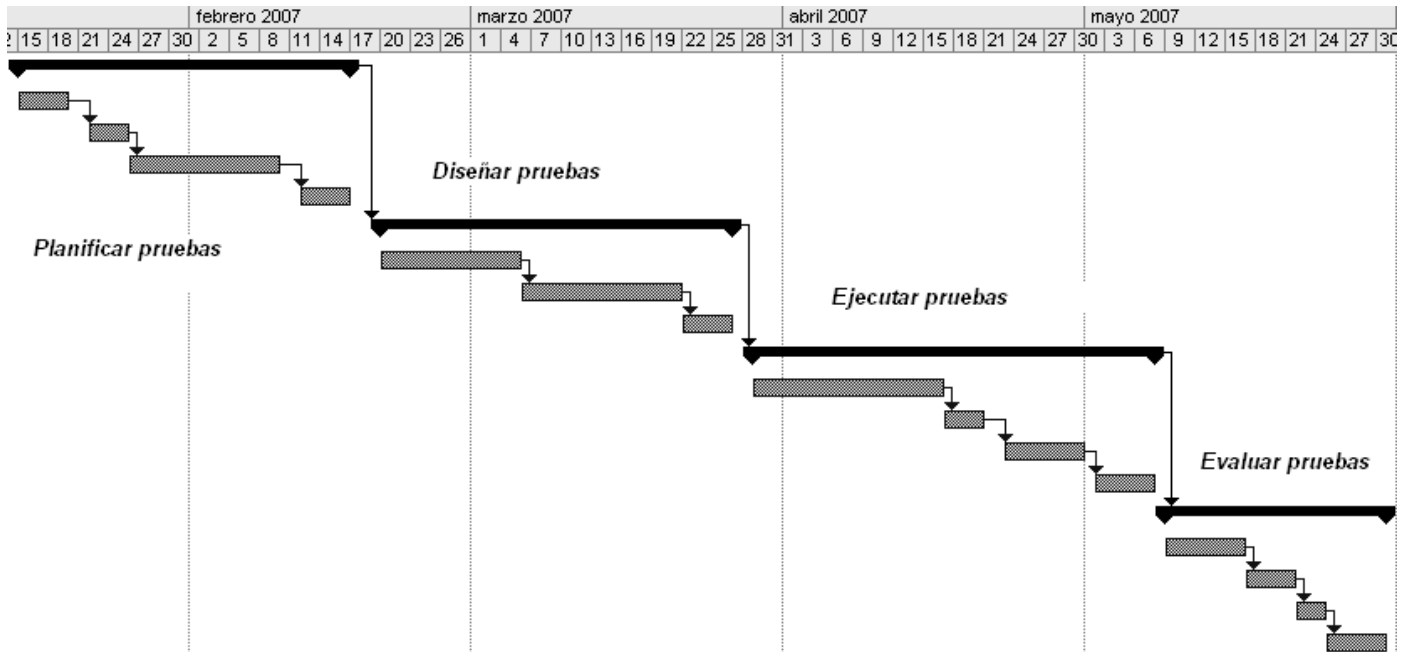 febrero 2007 marzo 2007 abril 2007 mayo 2007
2 15 18 21 24 27 30 2 5 8 11 14 17 20 23 26 1 4 7 10 13 16 19 22 25 28 31 3 6 9 12 15 18 21 24 27 30 3 6 9 12 15 18 21 24 27 30
Diseñar pruebas
Planificar pruebas
Ejecutar pruebas
Evaluar pruebas